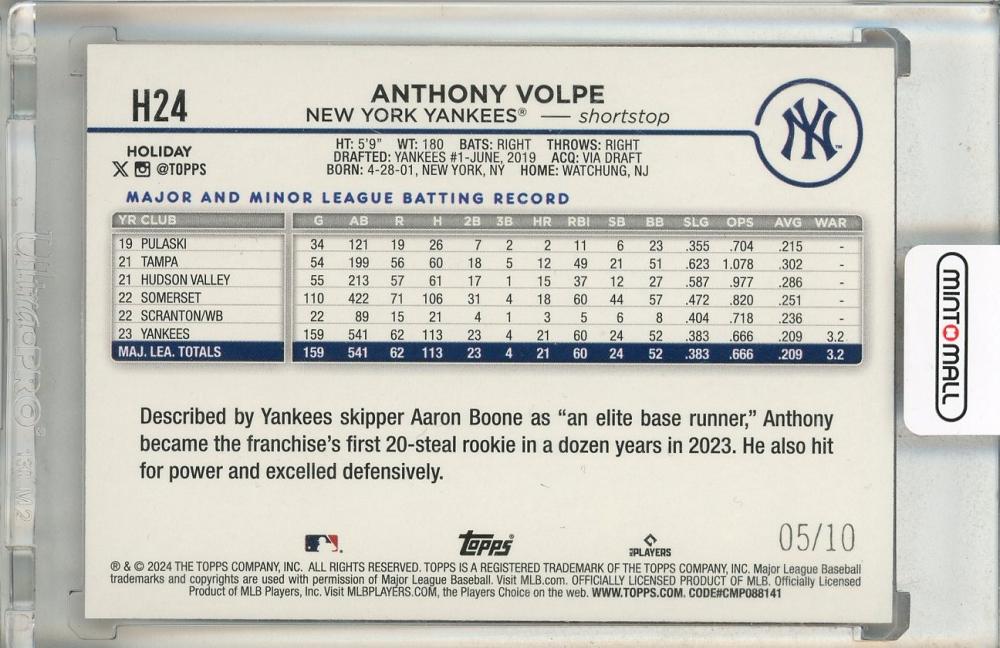 H24
ANTHONY VOLPE
NEW YORK YANKEES® — shortstop
NY™
HOLIDAY
@TOPPS
HT: 5'9" WT: 180 BATS: RIGHT THROWS: RIGHT
DRAFTED: YANKEES #1-JUNE, 2019 ACQ: VIA DRAFT
BORN: 4-28-01, NEW YORK, NY HOME: WATCHUNG, NJ
MAJOR AND MINOR LEAGUE BATTING RECORD
YR CLUB G AB R H 2B 3B HR RBI SB BB SLG OPS AVG WAR
19 PULASKI 34 121 19 26 7 2 2 11 6 23 .355 .704 .215 -
21 TAMPA 54 199 56 60 18 5 12 49 21 51 .623 1.078 .302 -
21 HUDSON VALLEY 55 213 57 61 17 1 15 37 12 27 .587 .977 .286 -
22 SOMERSET 110 422 71 106 31 4 18 60 44 57 .472 .820 .251 -
22 SCRANTON/WB 22 89 15 21 4 1 3 5 6 8 .404 .718 .236 -
23 YANKEES 159 541 62 113 23 4 21 60 24 52 .383 .666 .209 3.2
MAJ. LEA. TOTALS 159 541 62 113 23 4 21 60 24 52 .383 .666 .209 3.2
Described by Yankees skipper Aaron Boone as “an elite base runner,” Anthony
became the franchise’s first 20-steal rookie in a dozen years in 2023. He also hit
for power and excelled defensively.
Topps®
MLB PLAYERS
05/10
® & © 2024 THE TOPPS COMPANY, INC. ALL RIGHTS RESERVED. TOPPS IS A REGISTERED TRADEMARK OF THE TOPPS COMPANY, INC. Major League Baseball
trademarks and copyrights are used with permission of Major League Baseball. Visit MLB.com. OFFICIALLY LICENSED PRODUCT OF MLB. Officially Licensed
Product of MLB Players, Inc. Visit MLBPLAYERS.COM, the Players Choice on the web. WWW.TOPPS.COM. CODE#CMP088141
MINTOMALL
UltraPRO®